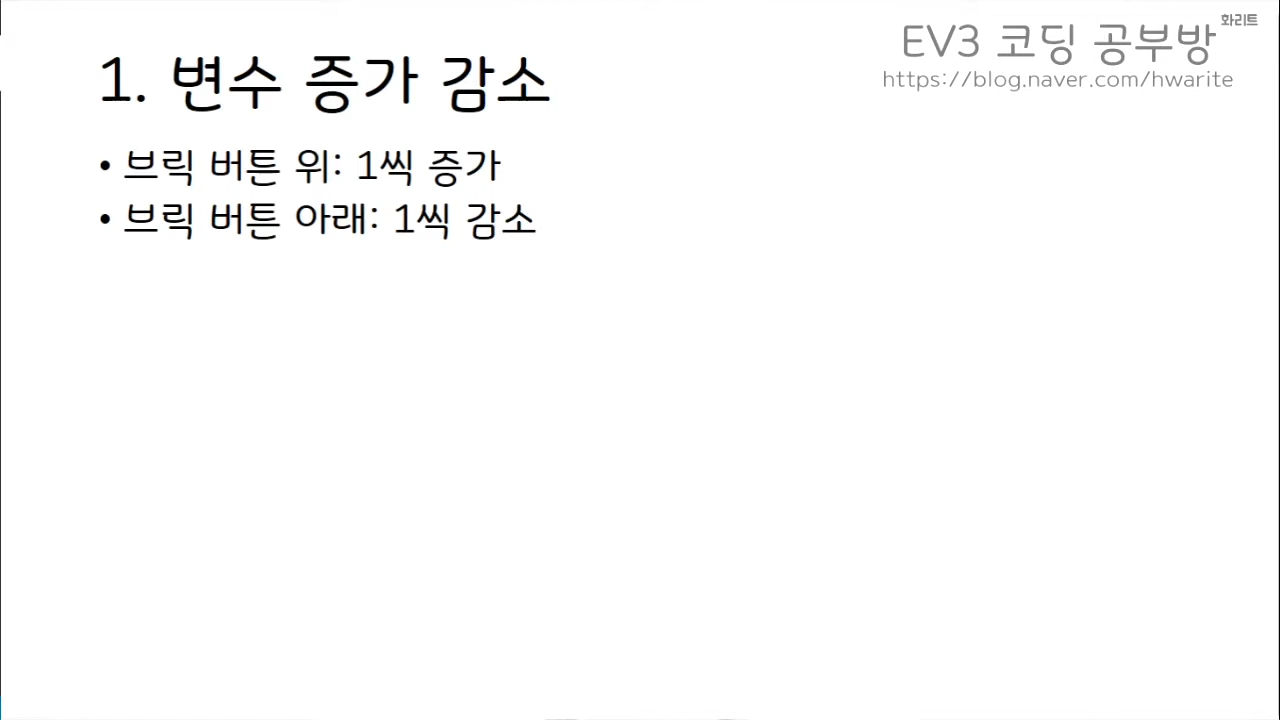 화리트
EV3 코딩 공부방
https://blog.naver.com/hwarite
1. 변수 증가 감소
• 브릭 버튼 위: 1씩 증가
• 브릭 버튼 아래: 1씩 감소